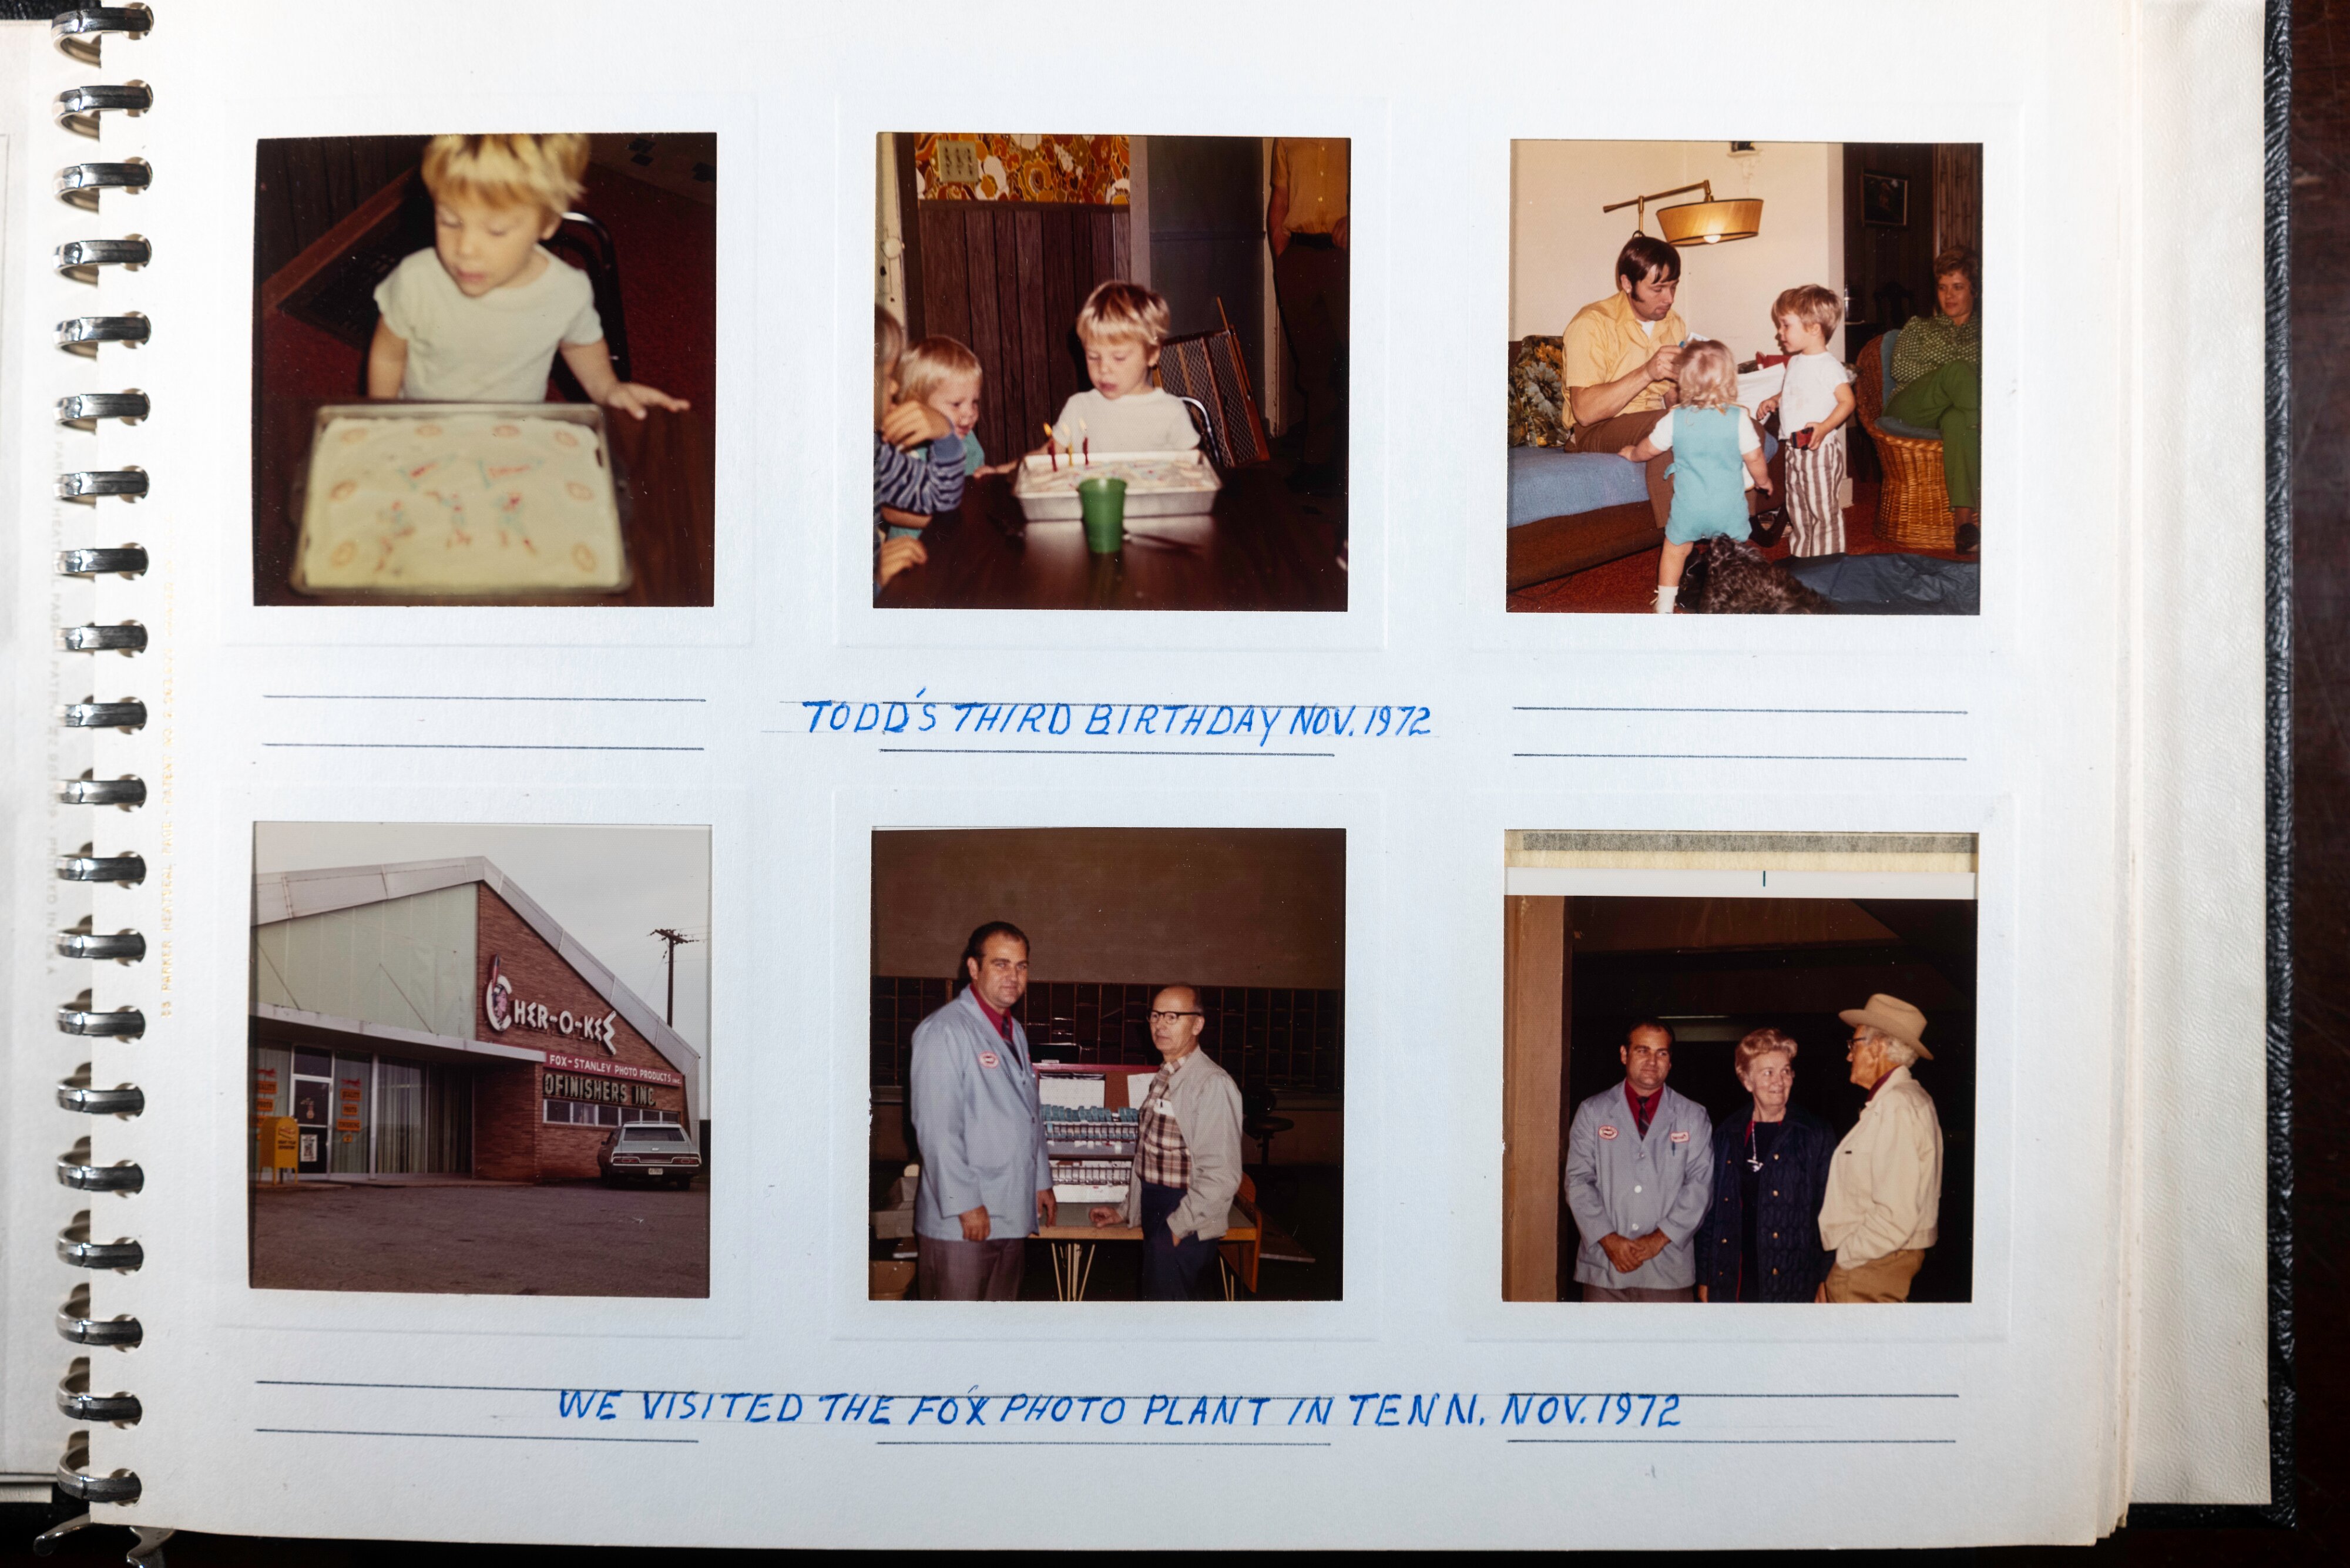 TODD'S THIRD BIRTHDAY NOV. 1972
CHER-O-KEE
FOX-STANLEY PHOTO PRODUCTS INC.
OFINISHERS INC
WE VISITED THE FOX PHOTO PLANT IN TENN. NOV. 1972